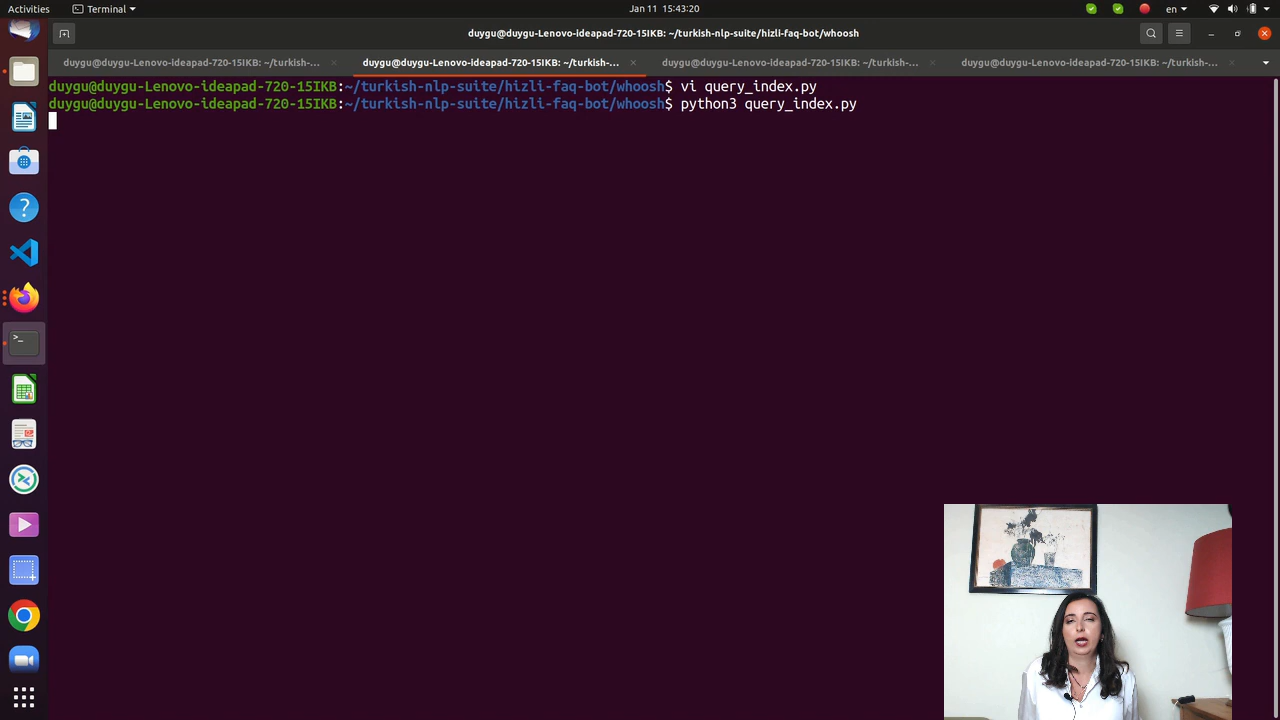 Activities
Terminal
Jan 11 15:43:20
en
duygu@duygu-Lenovo-ideapad-720-15IKB: ~/turkish-nlp-suite/hizli-faq-bot/whoosh
duygu@duygu-Lenovo-ideapad-720-15IKB: ~/turkish-...
duygu@duygu-Lenovo-ideapad-720-15IKB: ~/turkish-...
duygu@duygu-Lenovo-ideapad-720-15IKB: ~/turkish-...
duygu@duygu-Lenovo-ideapad-720-15IKB: ~/turkish-...
duygu@duygu-Lenovo-ideapad-720-15IKB:~/turkish-nlp-suite/hizli-faq-bot/whoosh$ vi query_index.py
duygu@duygu-Lenovo-ideapad-720-15IKB:~/turkish-nlp-suite/hizli-faq-bot/whoosh$ python3 query_index.py